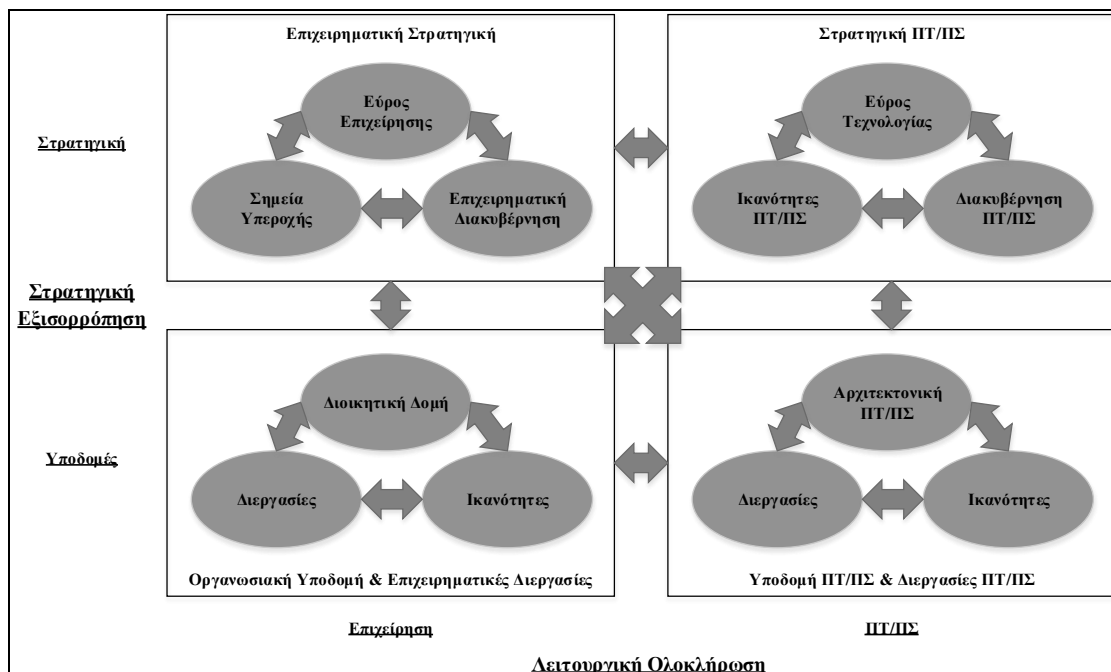 Επιχειρηματική Στρατηγική
Στρατηγική ΠΤ/ΠΣ
Στρατηγική
Εύρος
Επιχείρησης
Σημεία
Υπεροχής
Επιχειρηματική
Διακυβέρνηση
Εύρος
Τεχνολογίας
Ικανότητες
ΠΤ/ΠΣ
Διακυβέρνηση
ΠΤ/ΠΣ
Στρατηγική
Εξισορρόπηση
Υποδομές
Διοικητική Δομή
Διεργασίες
Ικανότητες
Αρχιτεκτονική
ΠΤ/ΠΣ
Διεργασίες
Ικανότητες
Οργανωσιακή Υποδομή & Επιχειρηματικές Διεργασίες
Υποδομή ΠΤ/ΠΣ & Διεργασίες ΠΤ/ΠΣ
Επιχείρηση
ΠΤ/ΠΣ
Λειτουργική Ολοκλήρωση